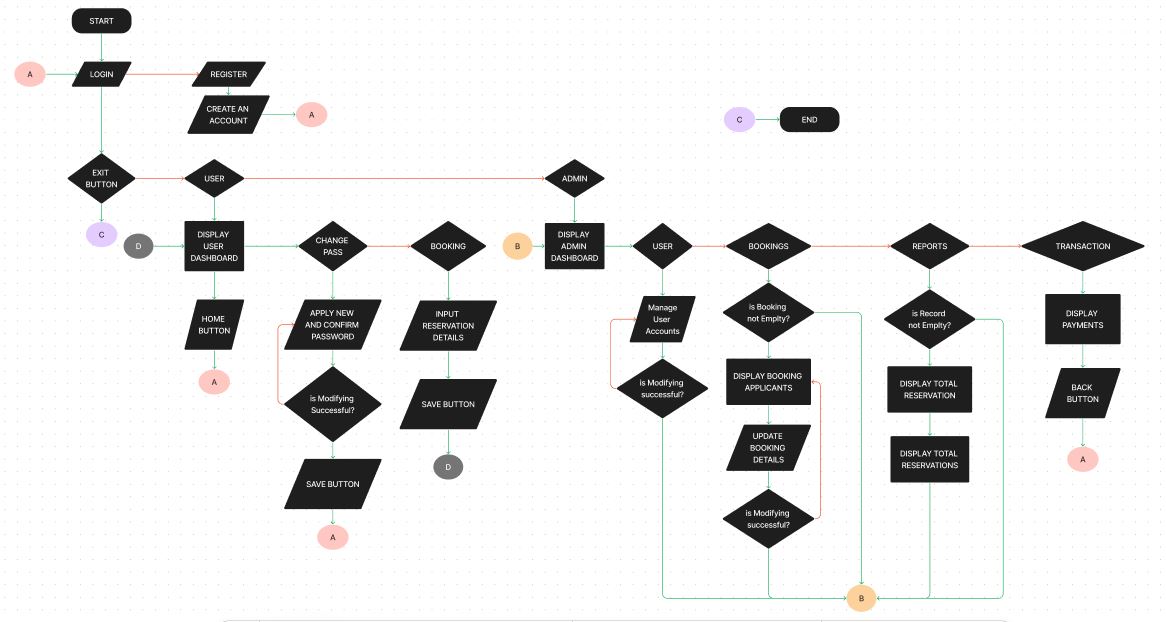 START
A
LOGIN
REGISTER
CREATE AN
ACCOUNT
A
C
END
EXIT
BUTTON
USER
ADMIN
C
D
DISPLAY
USER
DASHBOARD
CHANGE
PASS
BOOKING
B
DISPLAY
ADMIN
DASHBOARD
USER
BOOKINGS
REPORTS
TRANSACTION
HOME
BUTTON
APPLY NEW
AND CONFIRM
PASSWORD
INPUT
RESERVATION
DETAILS
Manage
User
Accounts
is Booking
not Emplty?
is Record
not Emplty?
DISPLAY
PAYMENTS
A
is Modifying
Successful?
SAVE BUTTON
is Modifying
successful?
DISPLAY BOOKING
APPLICANTS
DISPLAY TOTAL
RESERVATION
BACK
BUTTON
SAVE BUTTON
D
UPDATE
BOOKING
DETAILS
DISPLAY TOTAL
RESERVATIONS
A
A
is Modifying
successful?
B